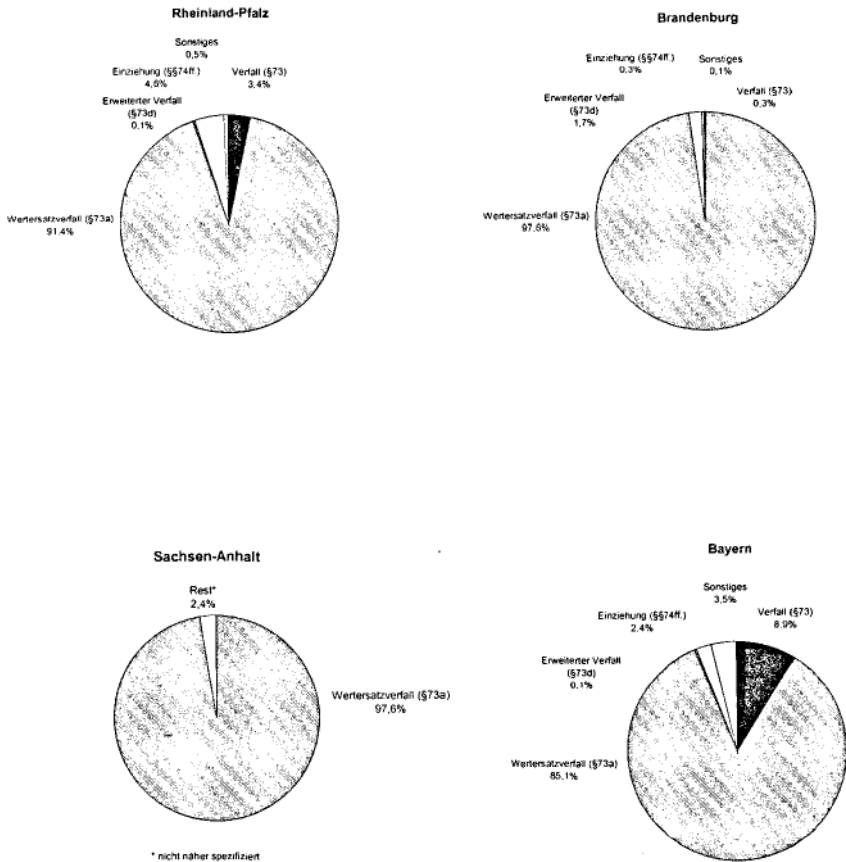 Rheinland-Pfalz
Sonstiges
0,5%
Einziehung (§§74ff.)
4,6%
Verfall (§73)
3,4%
Erweiterter Verfall
(§73d)
0,1%
Wertersatzverfall (§73a)
91,4%
Brandenburg
Einziehung (§§74ff.)
0,3%
Sonstiges
0,1%
Erweiterter Verfall
(§73d)
1,7%
Verfall (§73)
0,3%
Wertersatzverfall (§73a)
97,6%
Sachsen-Anhalt
Rest*
2,4%
Wertersatzverfall (§73a)
97,6%
* nicht näher spezifiziert
Bayern
Sonstiges
3,5%
Einziehung (§§74ff.)
2,4%
Verfall (§73)
8,9%
Erweiterter Verfall
(§73d)
0,1%
Wertersatzverfall (§73a)
85,1%